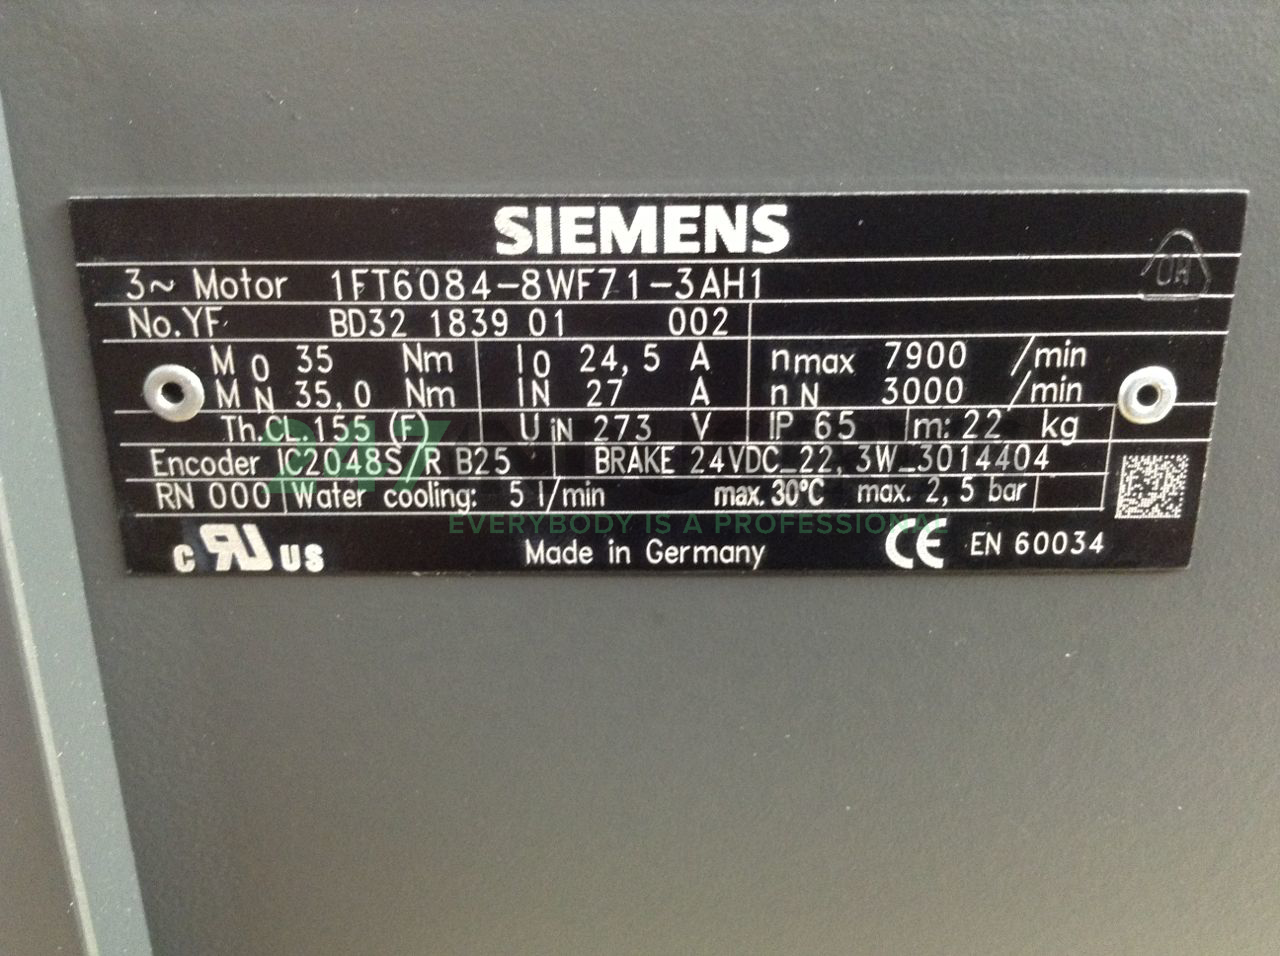 SIEMENS
3~ Motor 1FT6084-8WF71-3AH1
No.YF BD32 1839 01 002
M0 35 Nm I0 24,5 A nmax 7900 /min
MN 35,0 Nm IN 27 A nN 3000 /min
Th.CL.155 (F) UiN 273 V IP 65 m: 22 kg
Encoder IC2048S/R B25 BRAKE 24VDC_22,3W_3014404
RN 000 Water cooling: 5 l/min max. 30°C max. 2,5 bar
EVERYBODY IS A PROFESSIONAL
Made in Germany
C US
CE EN 60034
247